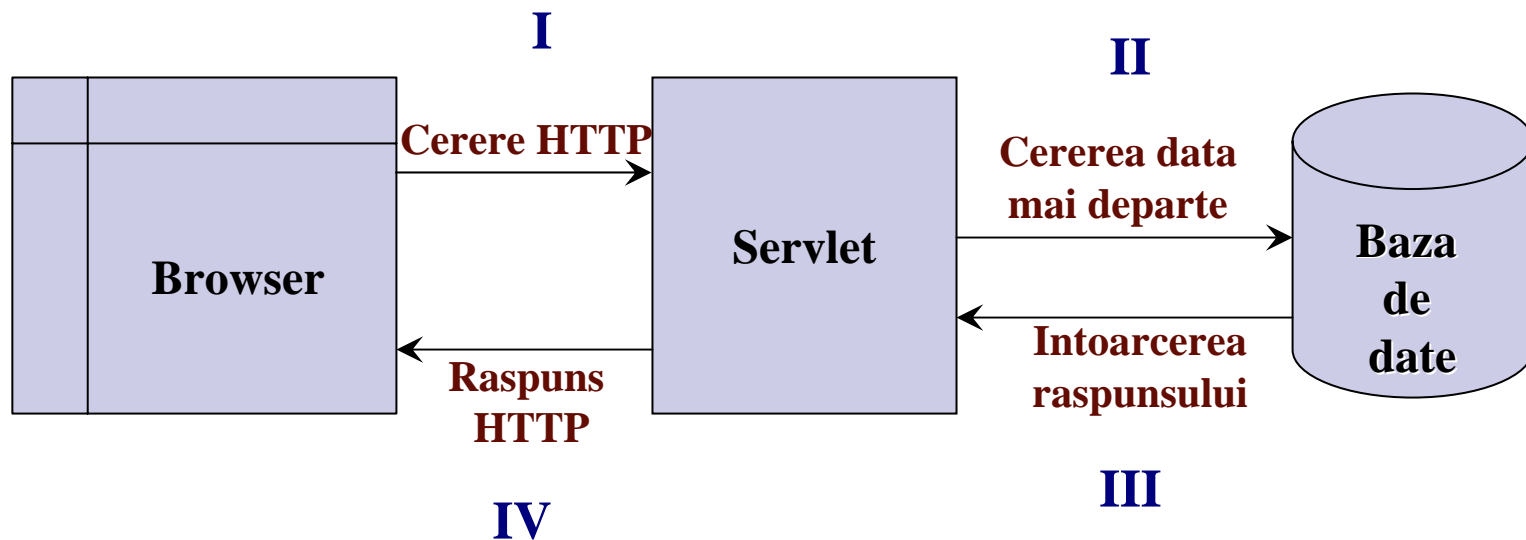 I
II
Cerere HTTP
Cererea data
mai departe
Browser
Servlet
Baza
de
date
Raspuns
HTTP
Intoarcerea
raspunsului
III
IV